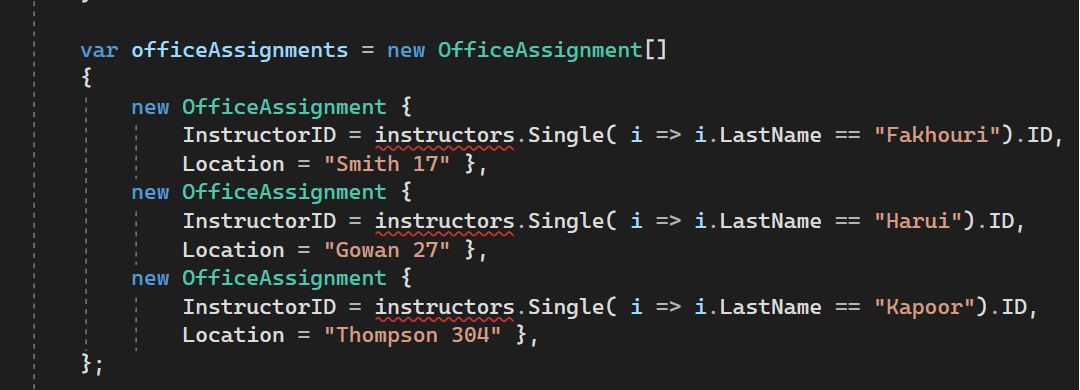 var officeAssignments = new OfficeAssignment[]
{
new OfficeAssignment {
InstructorID = instructors.Single( i => i.LastName == "Fakhouri").ID,
Location = "Smith 17" },
new OfficeAssignment {
InstructorID = instructors.Single( i => i.LastName == "Harui").ID,
Location = "Gowan 27" },
new OfficeAssignment {
InstructorID = instructors.Single( i => i.LastName == "Kapoor").ID,
Location = "Thompson 304" },
};